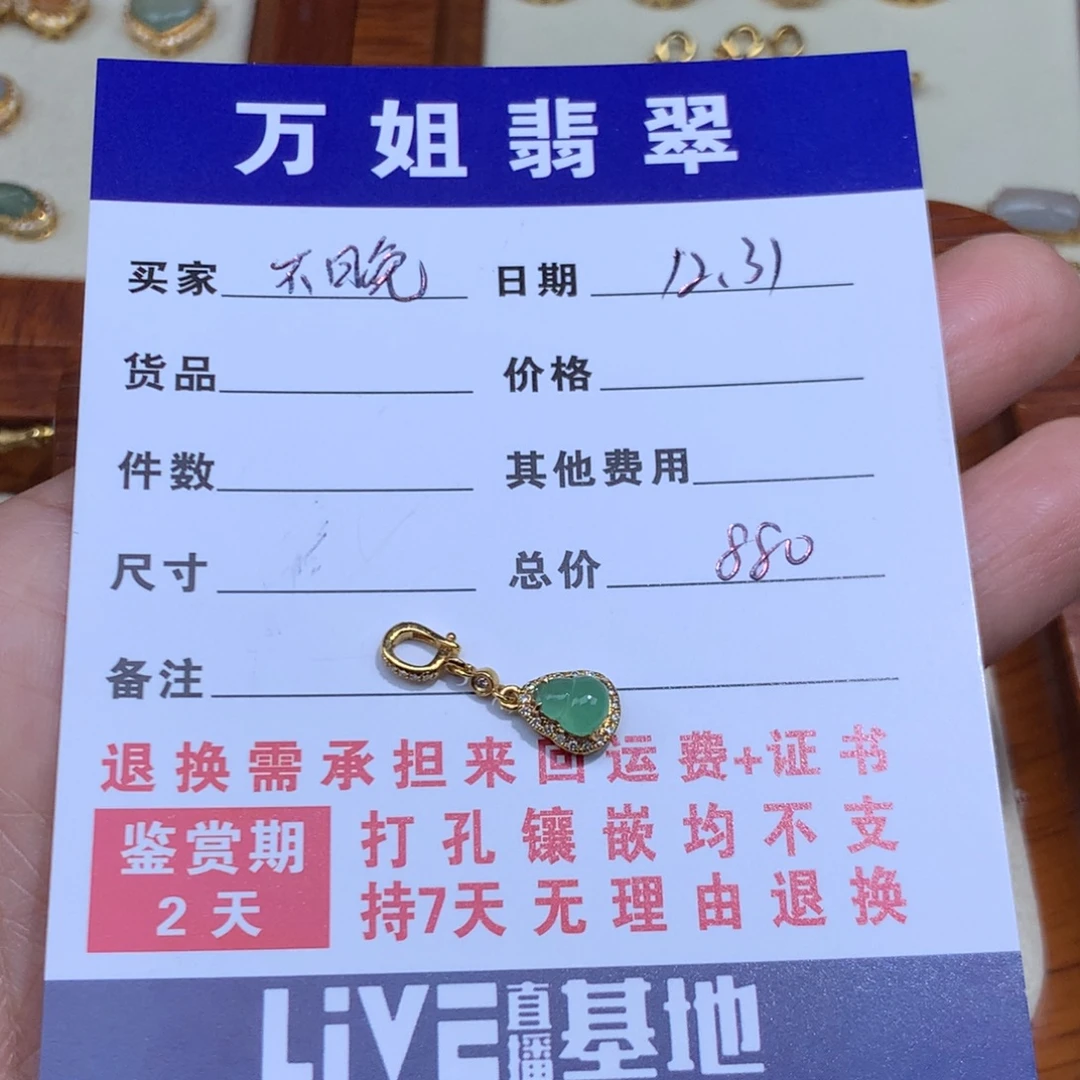 万姐翡翠
买家 不日晚 日期 12.31
货品 价格
件数 其他费用
尺寸 总价 880
备注
退换需承担来回运费+证书
鉴赏期
2天
打孔镶嵌均不支
持7天无理由退换
LiVE直播基地